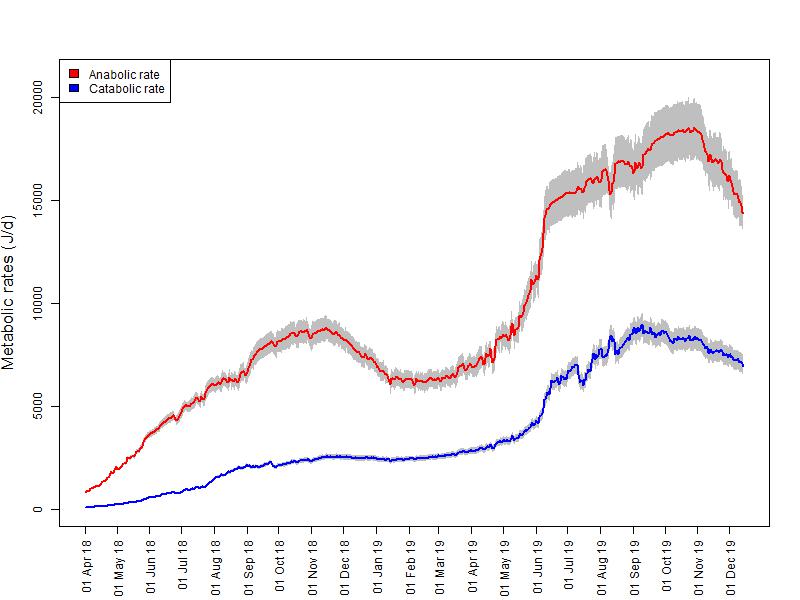 Anabolic rate
Catabolic rate
Metabolic rates (J/d)
20000
15000
10000
5000
0
01 Apr 18
01 May 18
01 Jun 18
01 Jul 18
01 Aug 18
01 Sep 18
01 Oct 18
01 Nov 18
01 Dec 18
01 Jan 19
01 Feb 19
01 Mar 19
01 Apr 19
01 May 19
01 Jun 19
01 Jul 19
01 Aug 19
01 Sep 19
01 Oct 19
01 Nov 19
01 Dec 19